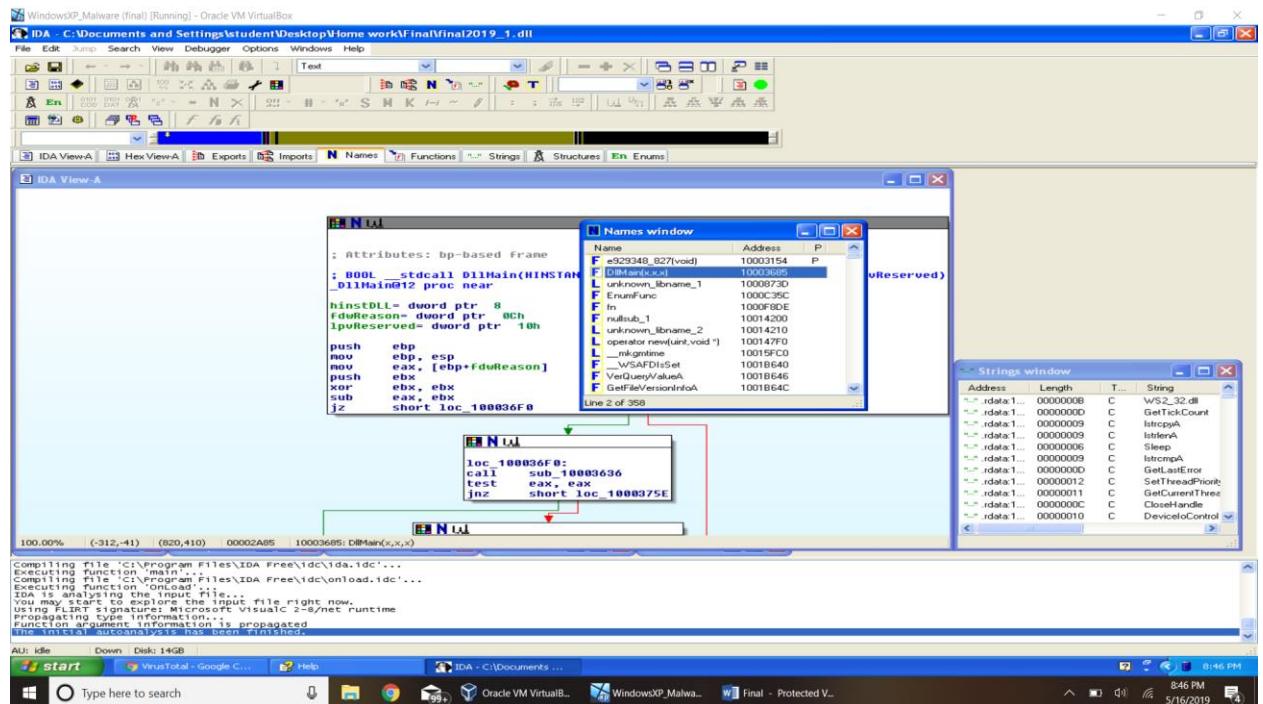 WindowsXP_Malware (final) [Running] - Oracle VM VirtualBox
IDA - C:\Documents and Settings\student\Desktop\Home work\Final\final2019_1.dll
File Edit Jump Search View Debugger Options Windows Help
Text
En
IDA View-A Hex View-A Exports Imports N Names Functions Strings Structures En Enums
IDA View-A
; Attributes: bp-based frame
; BOOL __stdcall DllMain(HINSTAN
vReserved)
_DllMain@12 proc near
hinstDLL= dword ptr 8
fdwReason= dword ptr 0Ch
lpvReserved= dword ptr 10h
push ebp
mov ebp, esp
mov eax, [ebp+fdwReason]
push ebx
xor ebx, ebx
sub eax, ebx
jz short loc_100036F0
loc_100036F0:
call sub_10003636
test eax, eax
jnz short loc_1000375E
Names window
Name Address P
F e929348_827(void) 10003154 P
F DllMain(x,x,x) 10003685
L unknown_libname_1 1000873D
F EnumFunc 1000C35C
F fn 1000F8DE
F nullsub_1 10014200
L unknown_libname_2 10014210
L operator new(uint,void *) 100147F0
L __mkgmtime 10015FC0
F __WSAFDIsSet 1001B640
F VerQueryValueA 1001B646
F GetFileVersionInfoA 1001B64C
Line 2 of 358
Strings window
Address Length T... String
.rdata:1... 0000000B C WS2_32.dll
.rdata:1... 0000000D C GetTickCount
.rdata:1... 00000009 C lstrcpyA
.rdata:1... 00000009 C lstrlenA
.rdata:1... 00000006 C Sleep
.rdata:1... 00000009 C lstrcmpA
.rdata:1... 0000000D C GetLastError
.rdata:1... 00000012 C SetThreadPriority
.rdata:1... 00000011 C GetCurrentThrea
.rdata:1... 0000000C C CloseHandle
.rdata:1... 00000010 C DeviceIoControl
100.00% (-312,-41) (820,410) 00002A85 10003685: DllMain(x,x,x)
Compiling file 'C:\Program Files\IDA Free\idc\ida.idc'...
Executing function 'main'...
Compiling file 'C:\Program Files\IDA Free\idc\onload.idc'...
Executing function 'OnLoad'...
IDA is analysing the input file...
You may start to explore the input file right now.
Using FLIRT signature: Microsoft VisualC 2-8/net runtime
Propagating type information...
Function argument information is propagated
The initial autoanalysis has been finished.
AU: idle Down Disk: 14GB
start VirusTotal - Google C... Help IDA - C:\Documents ... 8:46 PM
Type here to search 99+ Oracle VM VirtualB... WindowsXP_Malwa... Final - Protected V... 8:46 PM
5/16/2019
4